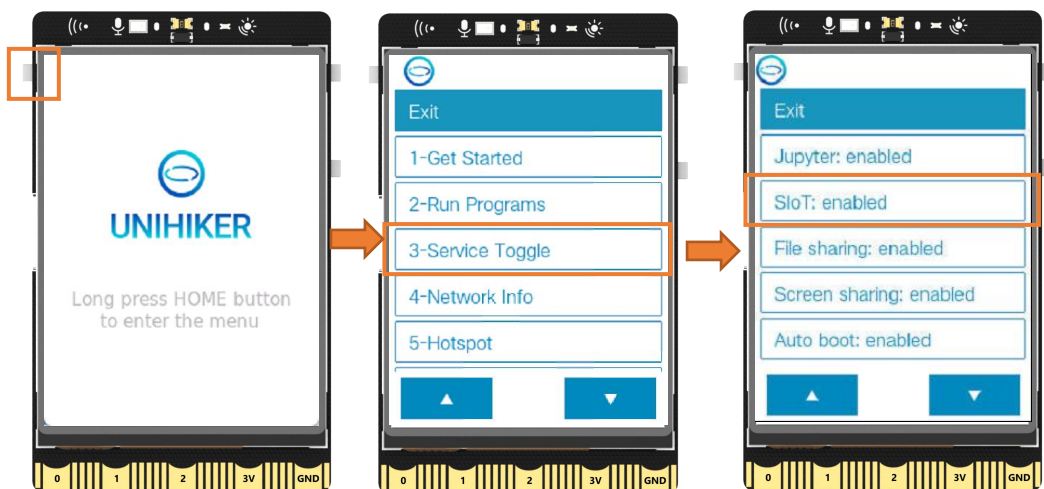 UNIHIKER
Long press HOME button
to enter the menu
0 1 2 3V GND
Exit
1-Get Started
2-Run Programs
3-Service Toggle
4-Network Info
5-Hotspot
0 1 2 3V GND
Exit
Jupyter: enabled
SIoT: enabled
File sharing: enabled
Screen sharing: enabled
Auto boot: enabled
0 1 2 3V GND